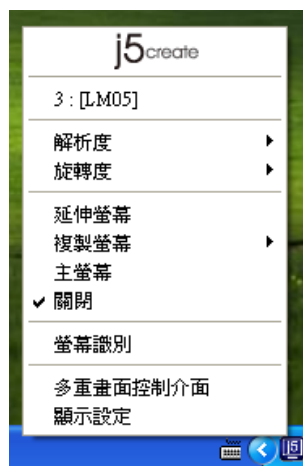 j5create
3 : [LM05]
解析度
旋轉度
延伸螢幕
複製螢幕
主螢幕
關閉
螢幕識別
多重畫面控制介面
顯示設定
j5